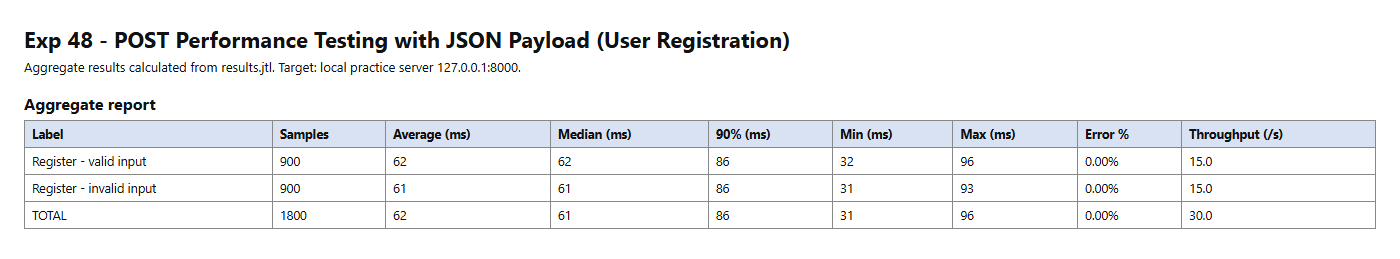 Exp 48 - POST Performance Testing with JSON Payload (User Registration)
Aggregate results calculated from results.jtl. Target: local practice server 127.0.0.1:8000.
Aggregate report
Label Samples Average (ms) Median (ms) 90% (ms) Min (ms) Max (ms) Error % Throughput (/s)
Register - valid input 900 62 62 86 32 96 0.00% 15.0
Register - invalid input 900 61 61 86 31 93 0.00% 15.0
TOTAL 1800 62 61 86 31 96 0.00% 30.0